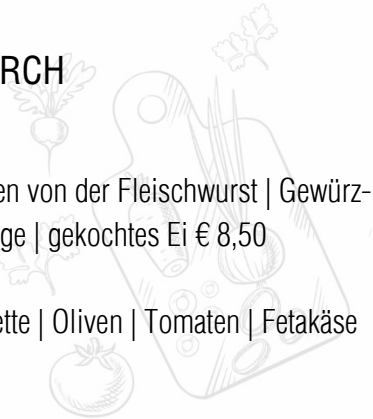 RCH
en von der Fleischwurst | Gewürz-
ge | gekochtes Ei € 8,50
ette | Oliven | Tomaten | Fetakäse